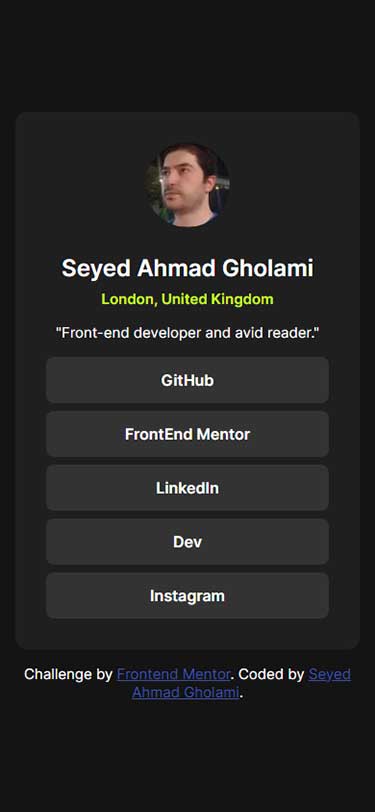 Seyed Ahmad Gholami
London, United Kingdom
"Front-end developer and avid reader."
GitHub
FrontEnd Mentor
LinkedIn
Dev
Instagram
Challenge by Frontend Mentor. Coded by Seyed
Ahmad Gholami.